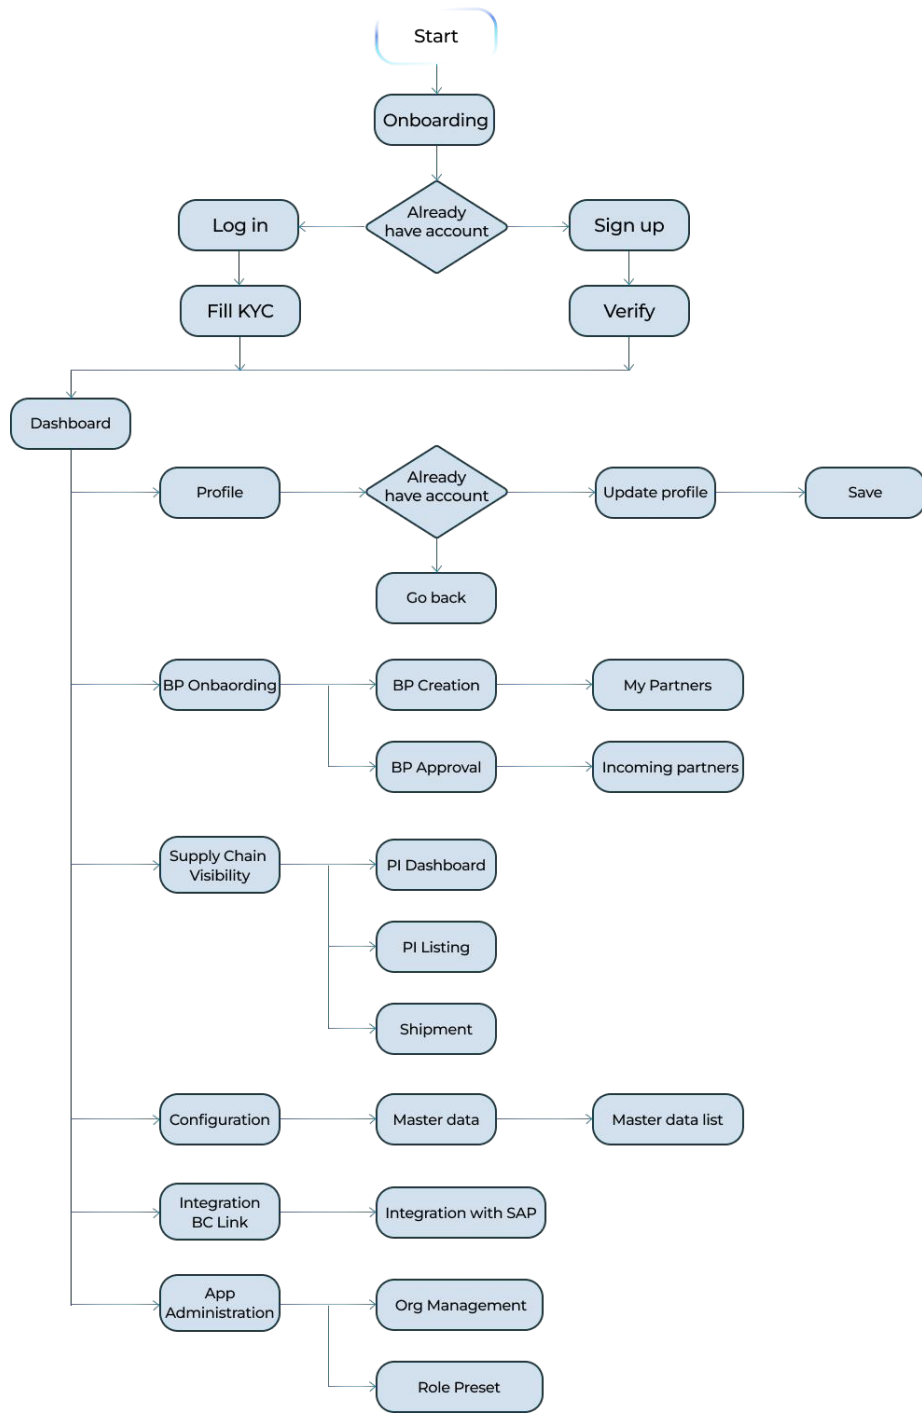 Start
Onboarding
Already
have account
Log in
Sign up
Fill KYC
Verify
Dashboard
Profile
Already
have account
Update profile
Save
Go back
BP Onbaording
BP Creation
My Partners
BP Approval
Incoming partners
Supply Chain
Visibility
PI Dashboard
PI Listing
Shipment
Configuration
Master data
Master data list
Integration
BC Link
Integration with SAP
App
Administration
Org Management
Role Preset